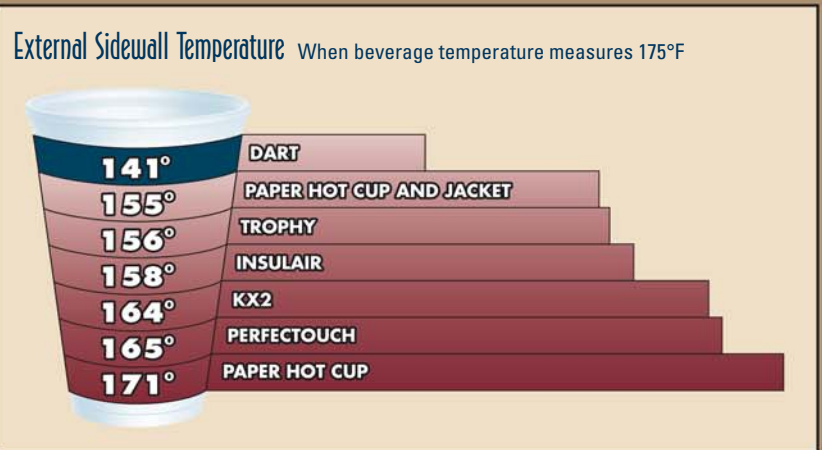 External Sidewall Temperature When beverage temperature measures 175°F
141° DART
155° PAPER HOT CUP AND JACKET
156° TROPHY
158° INSULAIR
164° KX2
165° PERFECTOUCH
171° PAPER HOT CUP